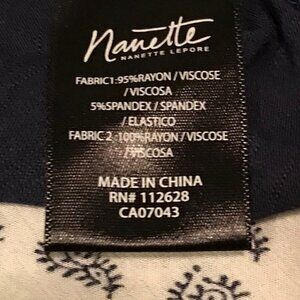 Nanette
NANETTE LEPORE
FABRIC1:95%RAYON / VISCOSE
/ VISCOSA
5%SPANDEX / SPANDEX
/ ELASTICO
FABRIC 2-100%RAYON / VISCOSE
/ VISCOSA
MADE IN CHINA
RN# 112628
CA07043